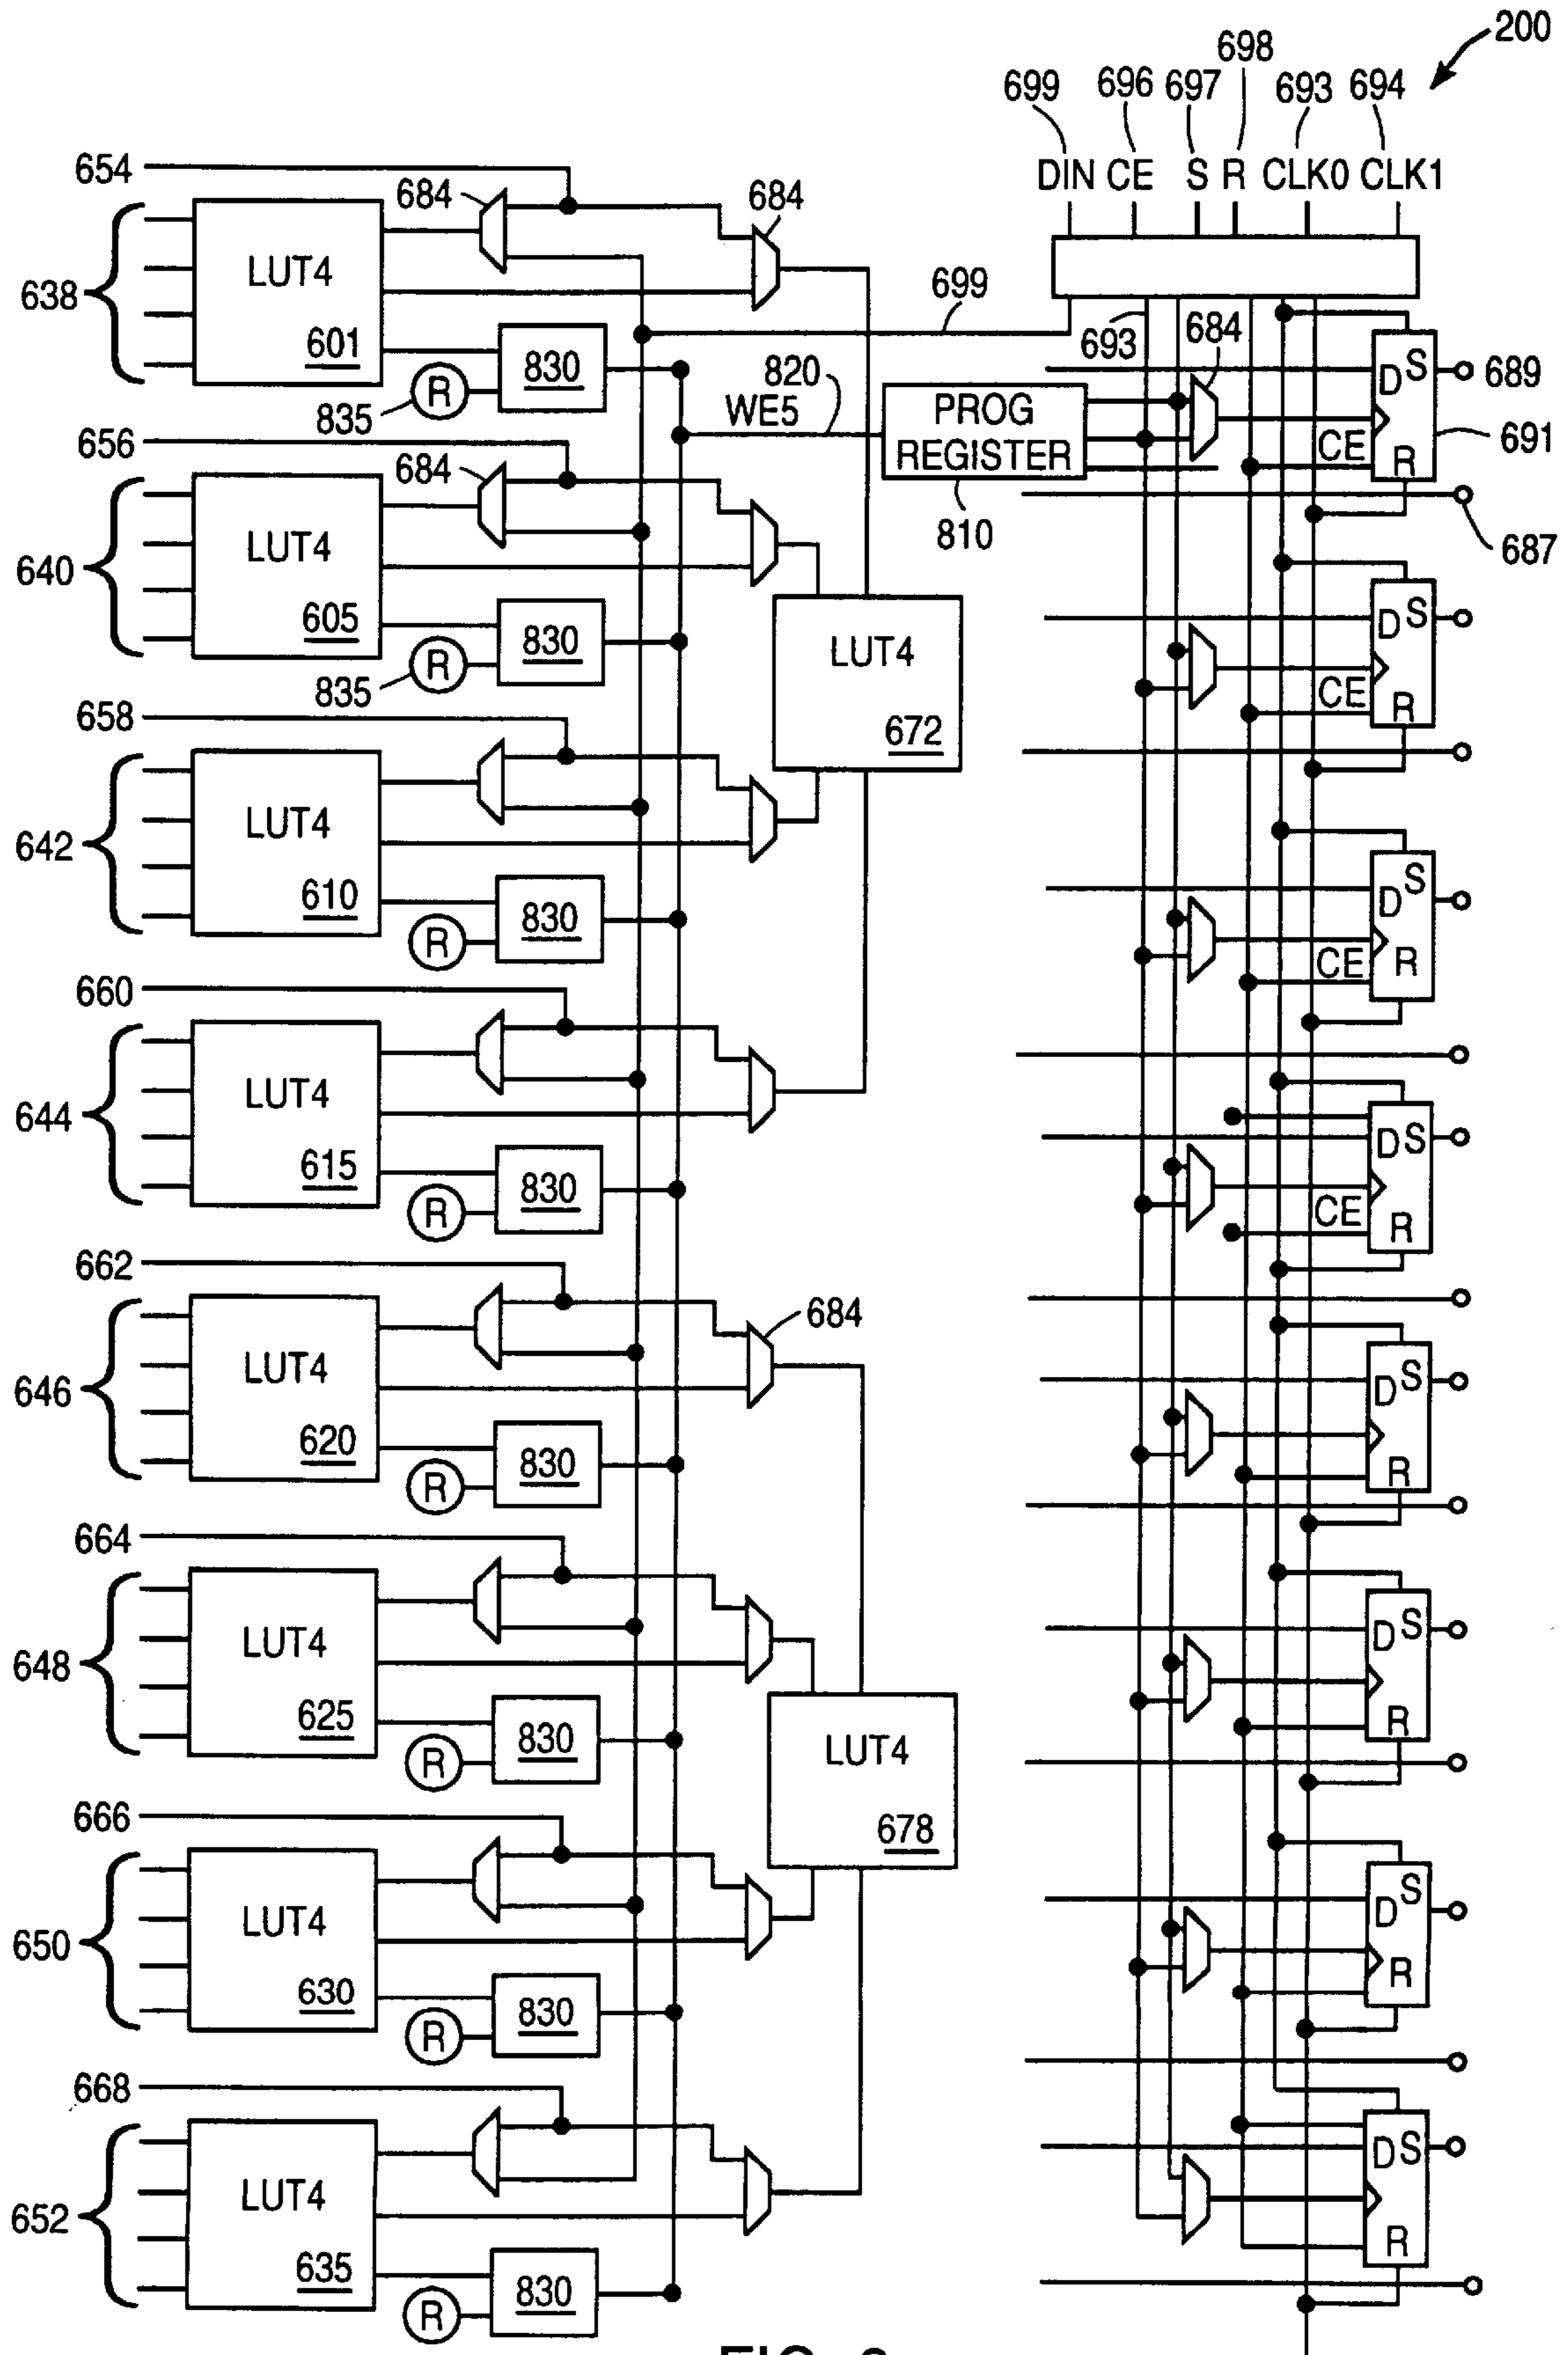 200
698
699 696 697 693 694
DIN CE S R CLK0 CLK1
654
684
684
638
LUT4
601
830
R
835
699
693
684
D S
689
CE
R
691
820
WE5
PROG
REGISTER
810
687
656
684
640
LUT4
605
830
R
835
LUT4
672
D S
CE
R
658
642
LUT4
610
830
R
D S
CE
R
660
644
LUT4
615
830
R
D S
CE
R
662
684
646
LUT4
620
830
R
D S
R
664
648
LUT4
625
830
R
LUT4
678
D S
R
666
650
LUT4
630
830
R
D S
R
668
652
LUT4
635
830
R
D S
R